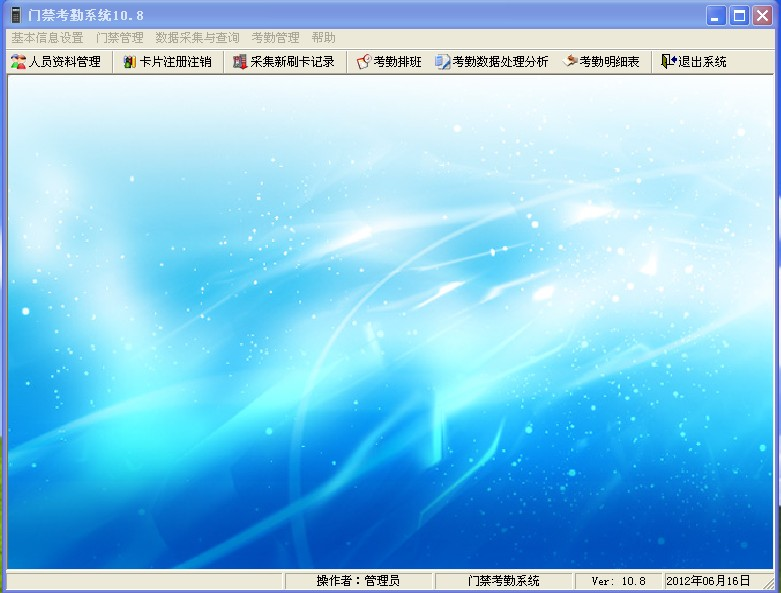 门禁考勤系统10.8
基本信息设置 门禁管理 数据采集与查询 考勤管理 帮助
人员资料管理 卡片注册注销 采集新刷卡记录 考勤排班 考勤数据处理分析 考勤明细表 退出系统
操作者：管理员 门禁考勤系统 Ver: 10.8 2012年06月16日